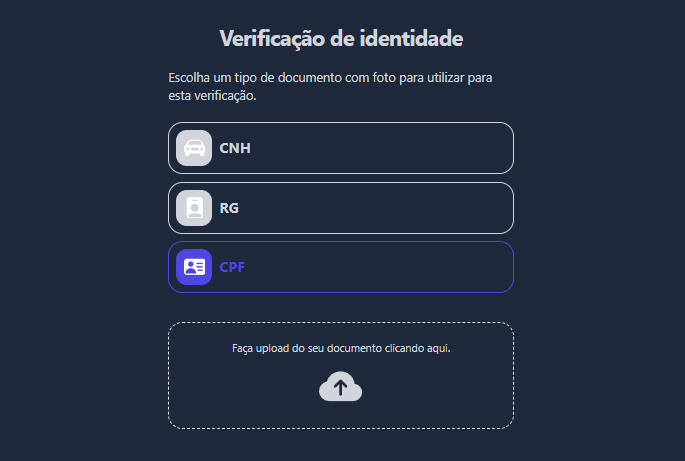 Verificação de identidade
Escolha um tipo de documento com foto para utilizar para
esta verificação.
CNH
RG
CPF
Faça upload do seu documento clicando aqui.